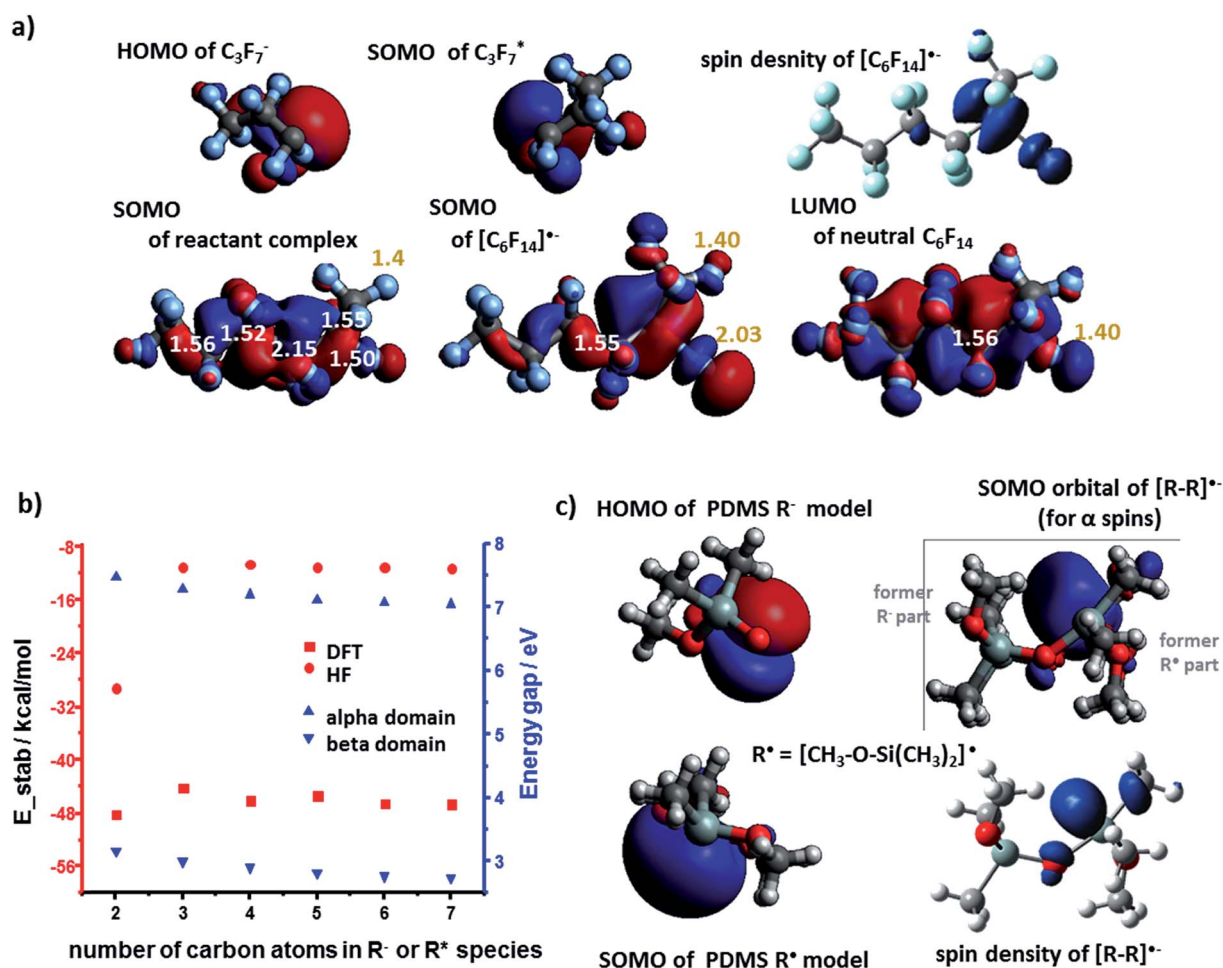 a)
HOMO of C₃F₇⁻
SOMO of C₃F₇*
spin desnity of [C₆F₁₄]•⁻
SOMO
of reactant complex
1.4
1.56
1.52
1.55
2.15
1.50
SOMO
of [C₆F₁₄]•⁻
1.40
1.55
2.03
LUMO
of neutral C₆F₁₄
1.56
1.40
b)
-8
-16
-24
-32
-40
-48
-56
E_stab / kcal/mol
DFT
HF
alpha domain
beta domain
8
7
6
5
4
3
Energy gap / eV
2 3 4 5 6 7
number of carbon atoms in R⁻ or R* species
c)
HOMO of PDMS R⁻ model
SOMO orbital of [R-R]•⁻
(for α spins)
former
R⁻ part
former
R• part
R• = [CH₃-O-Si(CH₃)₂]•
SOMO of PDMS R• model
spin density of [R-R]•⁻